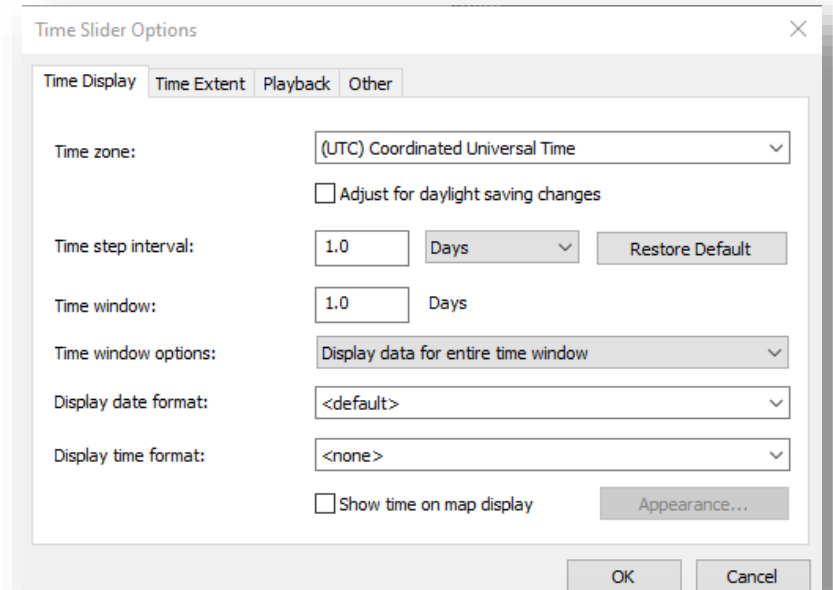 Time Slider Options
Time Display Time Extent Playback Other
Time zone: (UTC) Coordinated Universal Time
Adjust for daylight saving changes
Time step interval: 1.0 Days Restore Default
Time window: 1.0 Days
Time window options: Display data for entire time window
Display date format: <default>
Display time format: <none>
Show time on map display Appearance...
OK Cancel